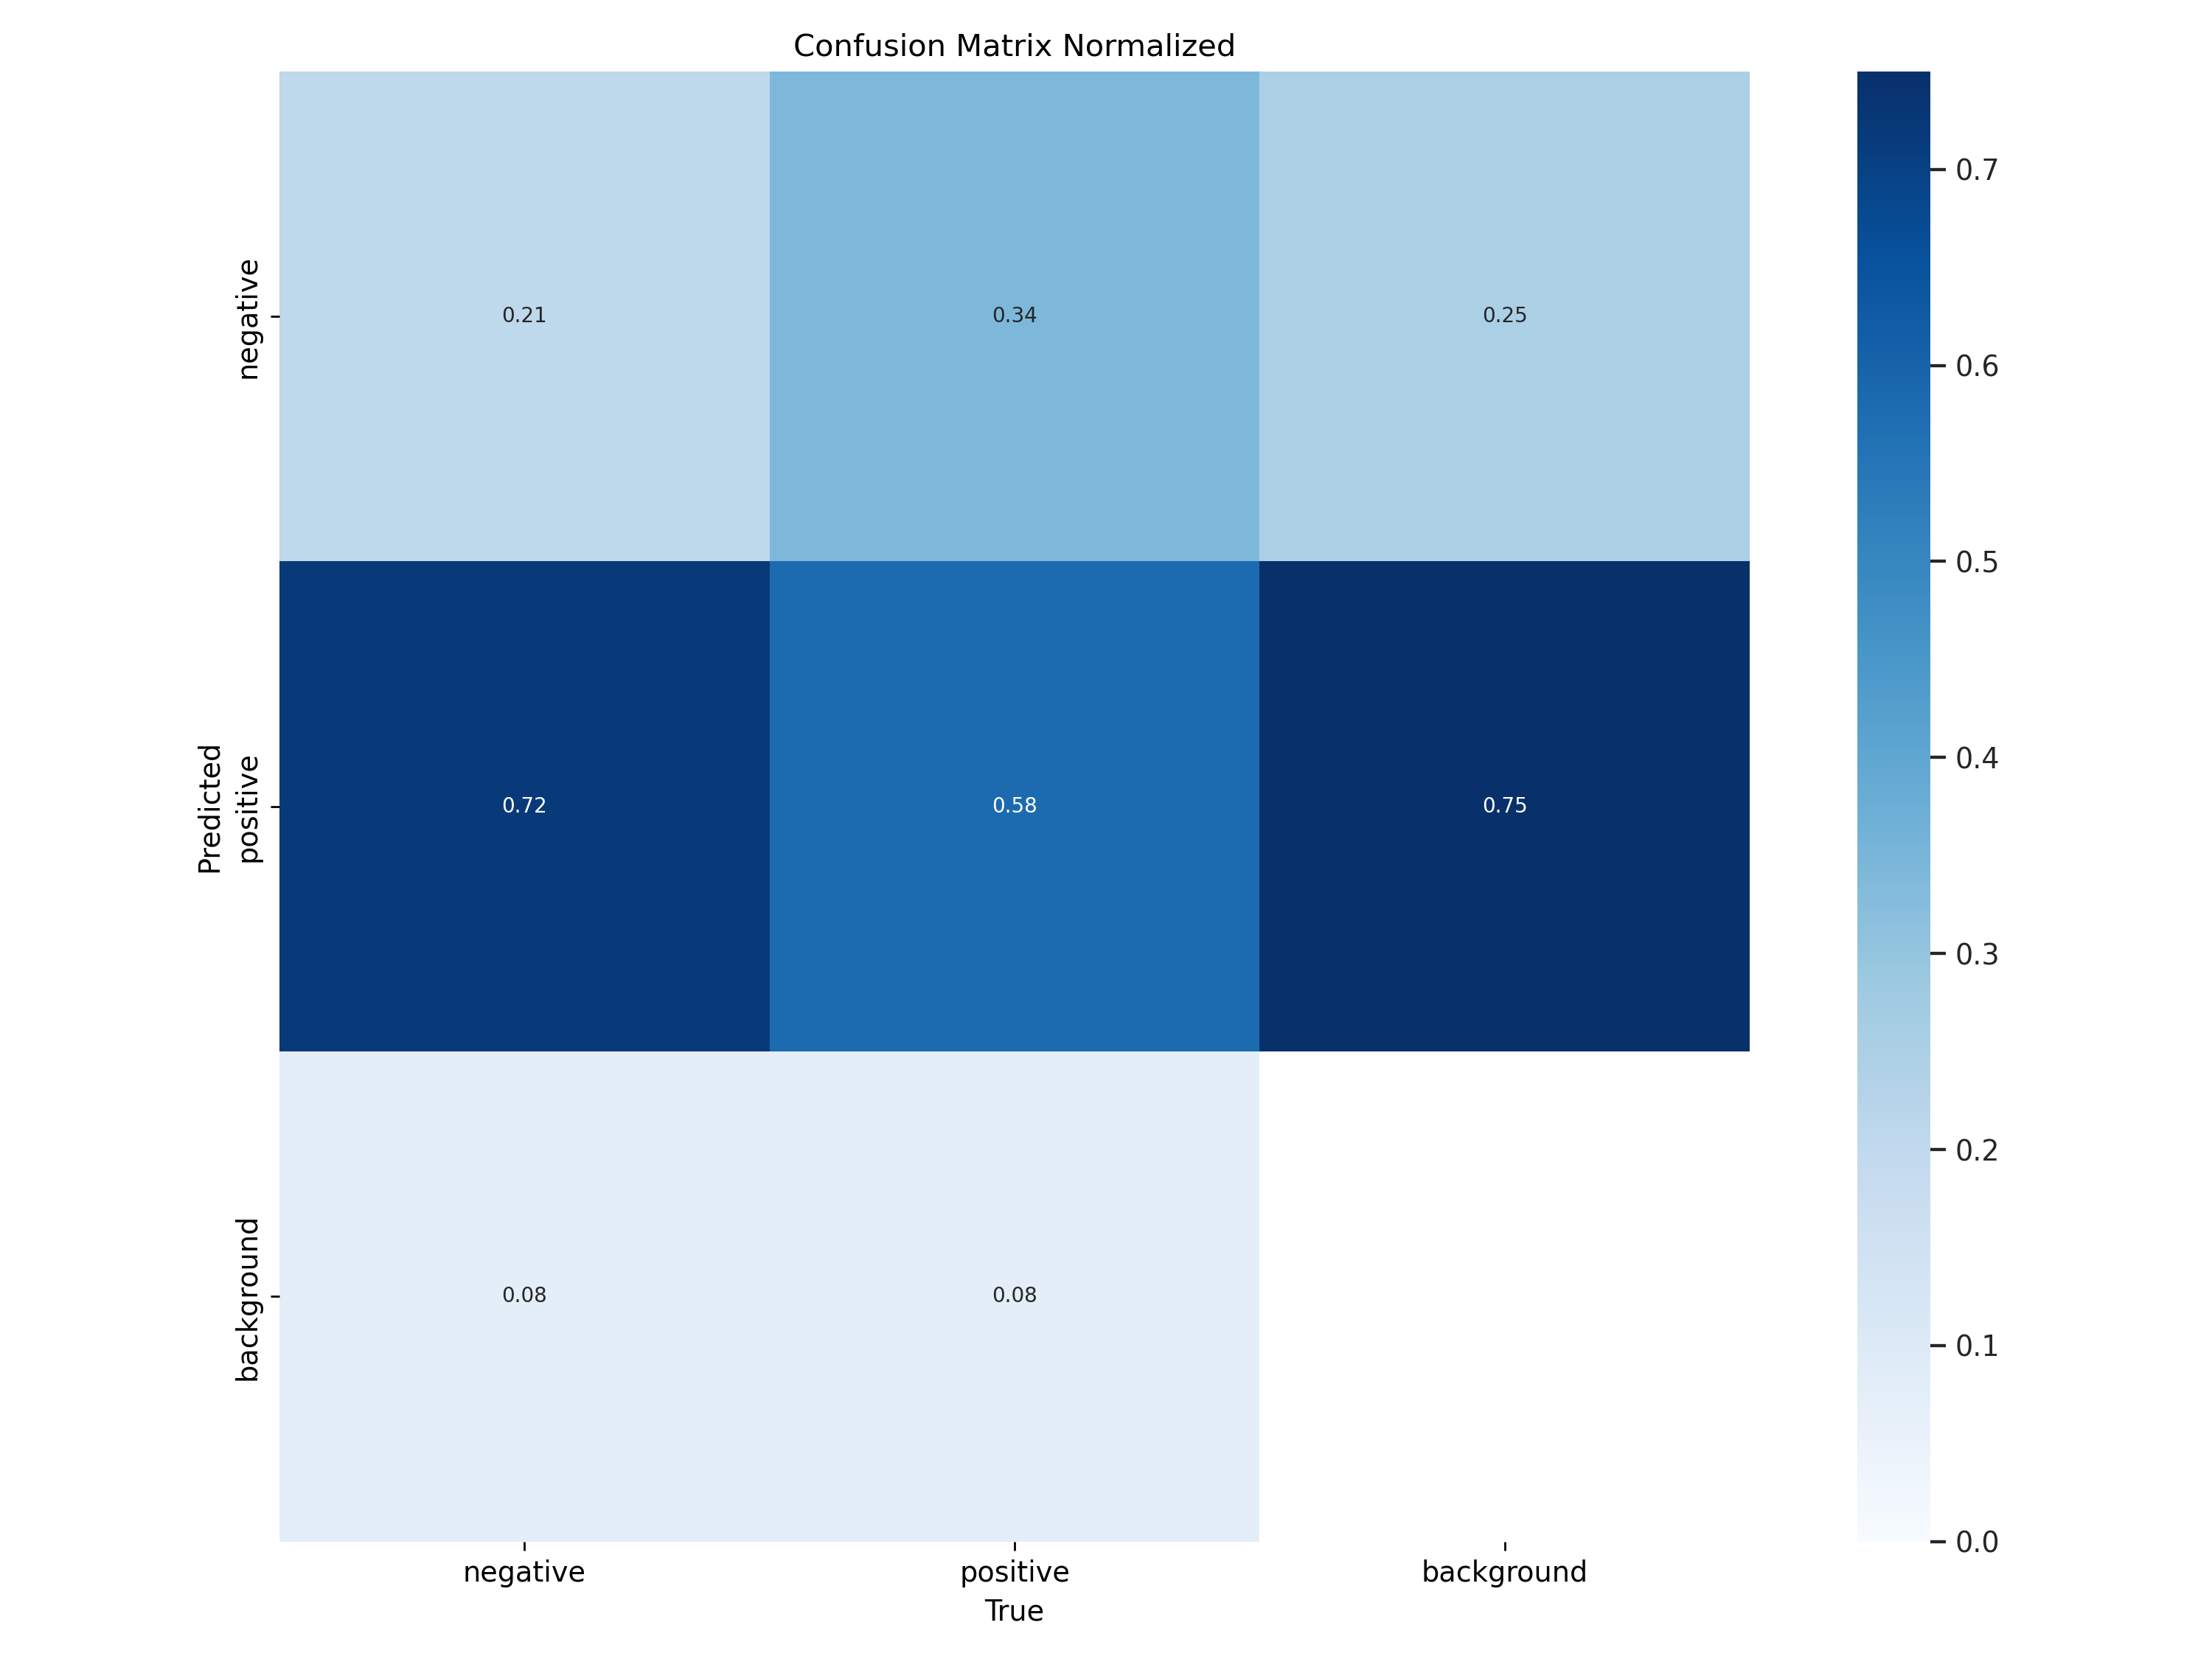 Confusion Matrix Normalized
negative
0.21 0.34 0.25
Predicted
positive
0.72 0.58 0.75
background
0.08 0.08
negative positive background
True
0.7
0.6
0.5
0.4
0.3
0.2
0.1
0.0